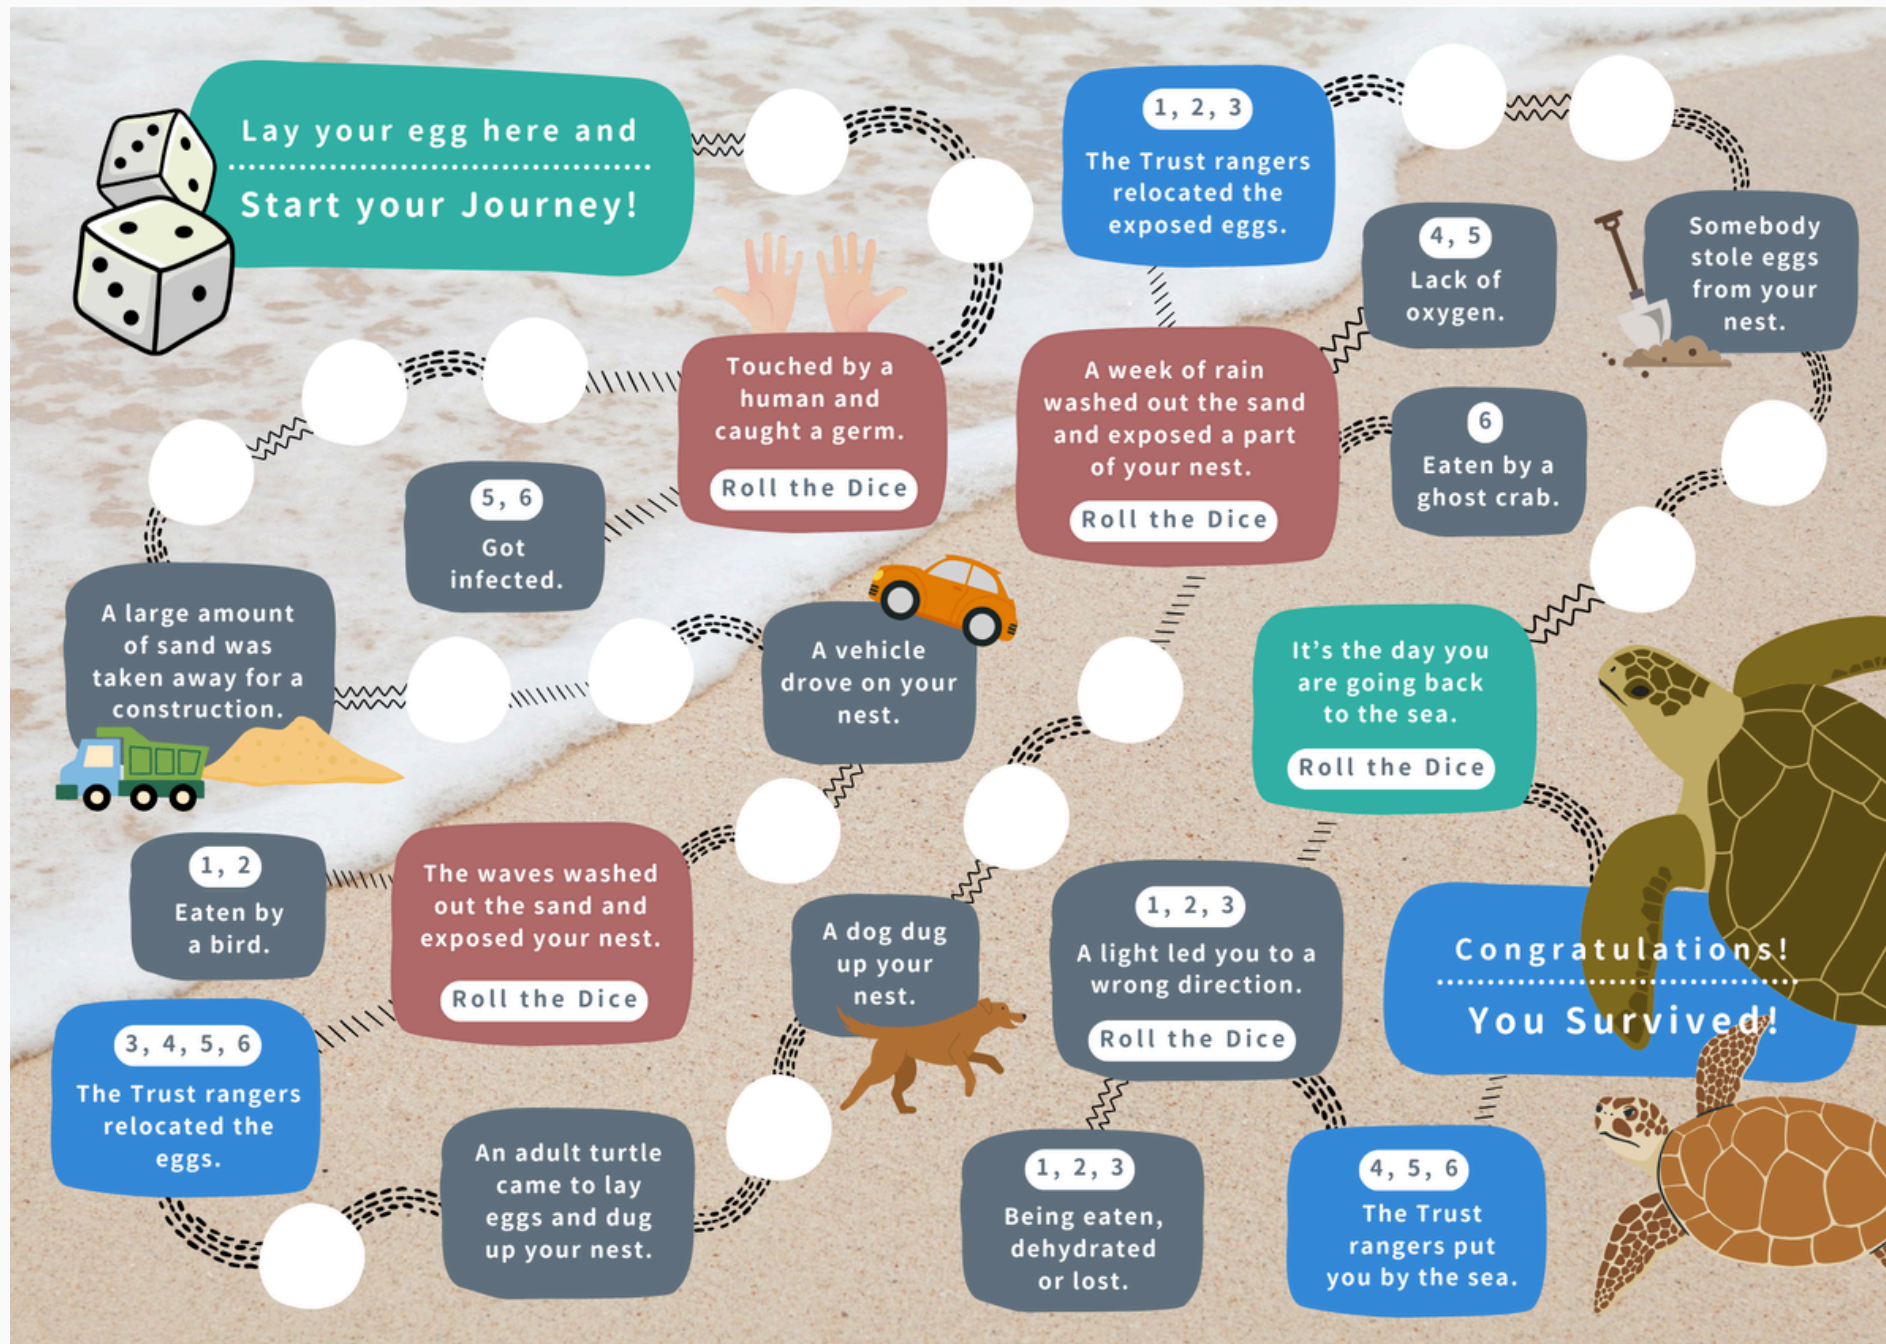 Lay your egg here and
Start your Journey!
Touched by a
human and
caught a germ.
Roll the Dice
5, 6
Got
infected.
A large amount
of sand was
taken away for a
construction.
A vehicle
drove on your
nest.
The waves washed
out the sand and
exposed your nest.
Roll the Dice
1, 2
Eaten by
a bird.
3, 4, 5, 6
The Trust rangers
relocated the
eggs.
An adult turtle
came to lay
eggs and dug
up your nest.
A dog dug
up your
nest.
A week of rain
washed out the sand
and exposed a part
of your nest.
Roll the Dice
1, 2, 3
The Trust rangers
relocated the
exposed eggs.
4, 5
Lack of
oxygen.
6
Eaten by a
ghost crab.
Somebody
stole eggs
from your
nest.
It's the day you
are going back
to the sea.
Roll the Dice
1, 2, 3
A light led you to a
wrong direction.
Roll the Dice
1, 2, 3
Being eaten,
dehydrated
or lost.
4, 5, 6
The Trust
rangers put
you by the sea.
Congratulations!
You Survived!